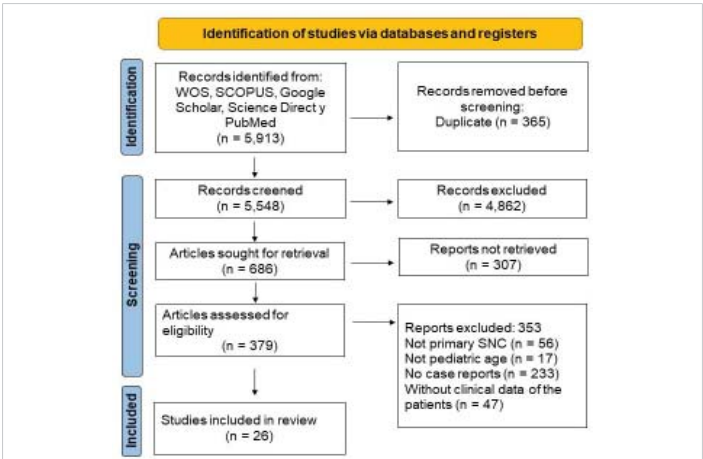 Identification of studies via databases and registers
Identification
Records identified from:
WOS, SCOPUS, Google
Scholar, Science Direct y
PubMed
(n = 5,913)
Records removed before
screening:
Duplicate (n = 365)
Screening
Records creened
(n = 5,548)
Records excluded
(n = 4,862)
Articles sought for retrieval
(n = 686)
Reports not retrieved
(n = 307)
Articles assessed for
eligibility
(n = 379)
Reports excluded: 353
Not primary SNC (n = 56)
Not pediatric age (n = 17)
No case reports (n = 233)
Without clinical data of the
patients (n = 47)
Included
Studies included in review
(n = 26)